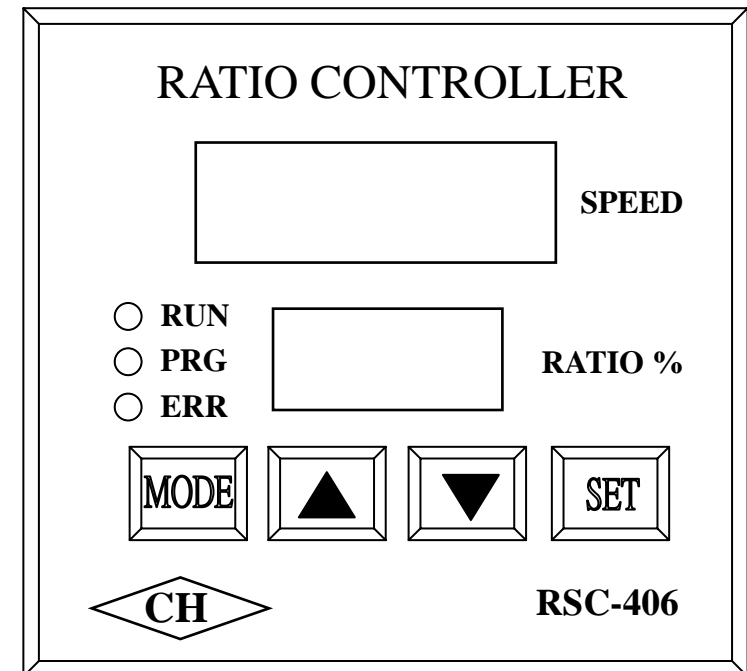 RATIO CONTROLLER
SPEED
RUN
PRG
RATIO %
ERR
MODE SET
CH RSC-406